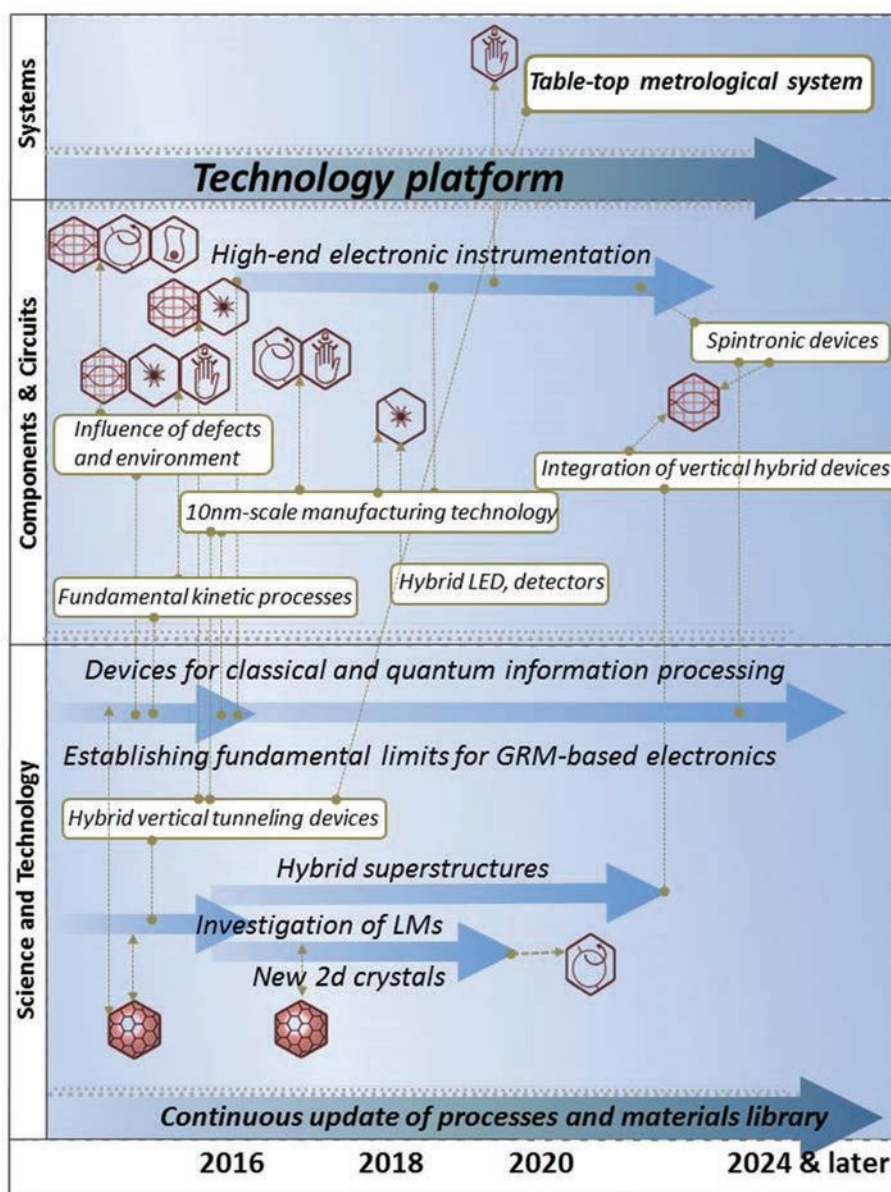 Systems
Table-top metrological system
Technology platform
Components & Circuits
High-end electronic instrumentation
Spintronic devices
Influence of defects
and environment
Integration of vertical hybrid devices
10nm-scale manufacturing technology
Hybrid LED, detectors
Fundamental kinetic processes
Science and Technology
Devices for classical and quantum information processing
Establishing fundamental limits for GRM-based electronics
Hybrid vertical tunneling devices
Hybrid superstructures
Investigation of LMs
New 2d crystals
Continuous update of processes and materials library
2016 2018 2020 2024 & later